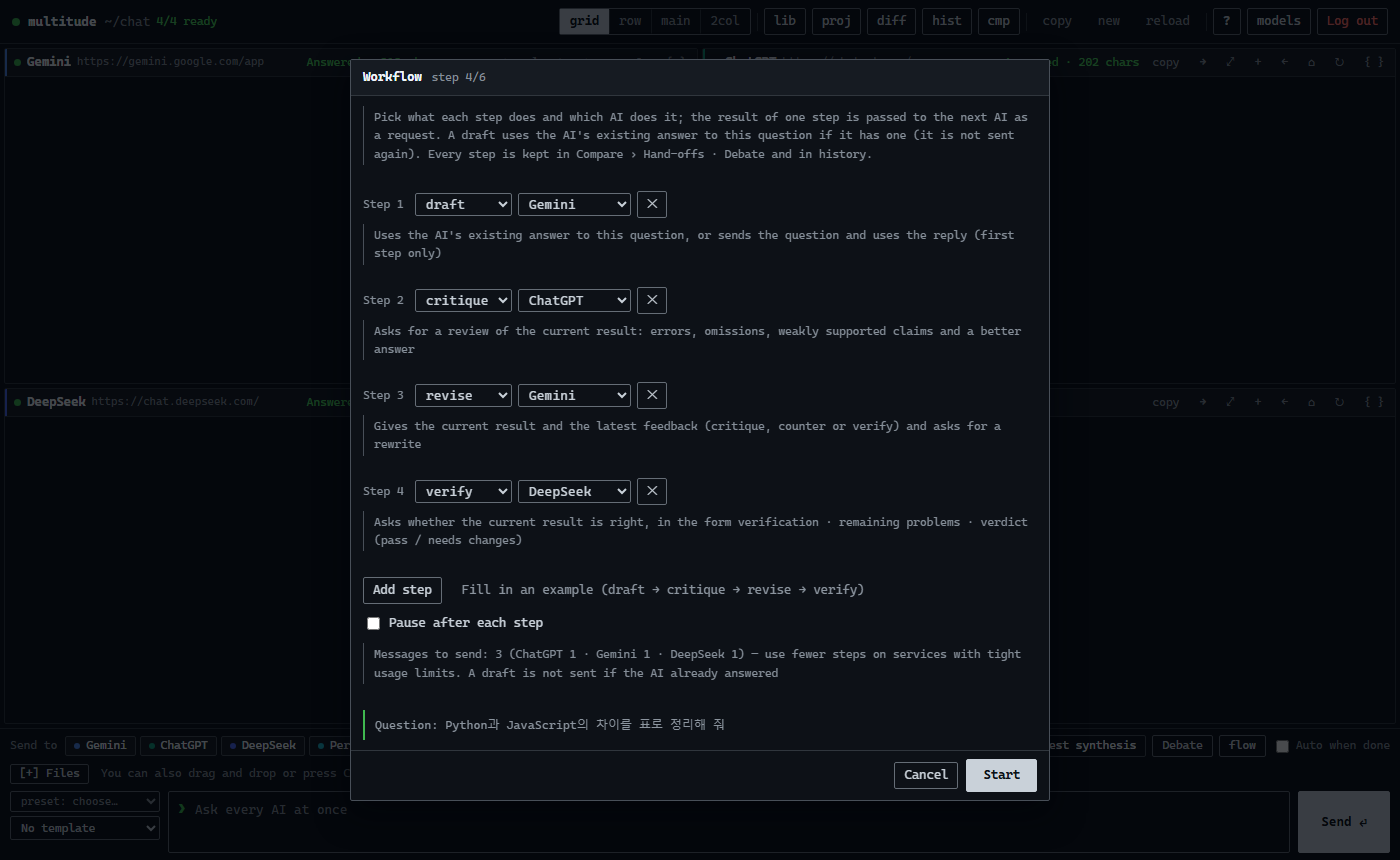 multitude ~/chat 4/4 ready
grid row main 2col lib proj diff hist cmp copy new reload ? models Log out
Gemini https://gemini.google.com/app
· 202 chars copy
Workflow step 4/6
Pick what each step does and which AI does it; the result of one step is passed to the next AI as
a request. A draft uses the AI's existing answer to this question if it has one (it is not sent
again). Every step is kept in Compare › Hand-offs · Debate and in history.
Step 1 draft Gemini ✕
Uses the AI's existing answer to this question, or sends the question and uses the reply (first
step only)
Step 2 critique ChatGPT ✕
Asks for a review of the current result: errors, omissions, weakly supported claims and a better
answer
DeepSeek https://chat.deepseek.com/
copy
Step 3 revise Gemini ✕
Gives the current result and the latest feedback (critique, counter or verify) and asks for a
rewrite
Step 4 verify DeepSeek ✕
Asks whether the current result is right, in the form verification · remaining problems · verdict
(pass / needs changes)
Add step Fill in an example (draft → critique → revise → verify)
Pause after each step
Messages to send: 3 (ChatGPT 1 · Gemini 1 · DeepSeek 1) — use fewer steps on services with tight
usage limits. A draft is not sent if the AI already answered
Question: Python과 JavaScript의 차이를 표로 정리해 줘
Cancel Start
Send to Gemini ChatGPT DeepSeek
synthesis Debate flow Auto when done
[+] Files You can also drag and drop or press
preset: choose…
No template
❯ Ask every AI at once
Send ↵